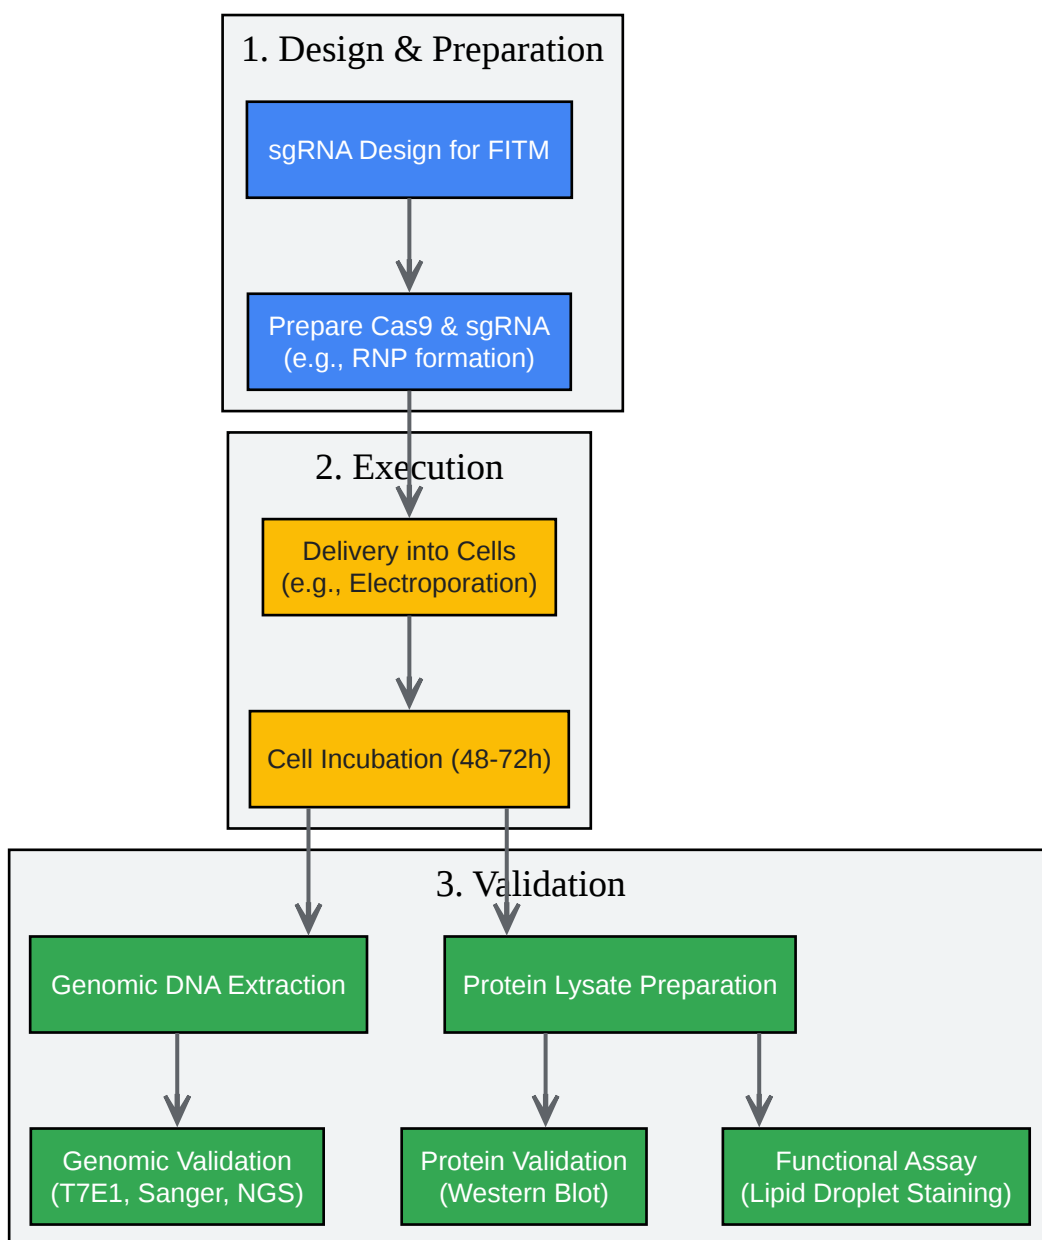 1. Design & Preparation
sgRNA Design for FITM
Prepare Cas9 & sgRNA
(e.g., RNP formation)
2. Execution
Delivery into Cells
(e.g., Electroporation)
Cell Incubation (48-72h)
3. Validation
Genomic DNA Extraction
Protein Lysate Preparation
Genomic Validation
(T7E1, Sanger, NGS)
Protein Validation
(Western Blot)
Functional Assay
(Lipid Droplet Staining)